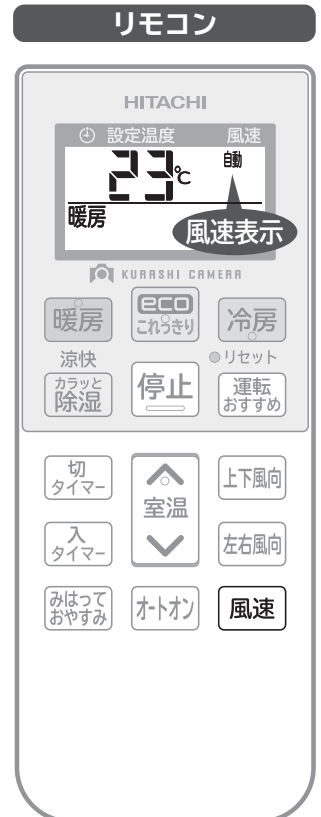 リモコン
HITACHI
設定温度 風速
23℃ 自動
暖房
風速表示
KURASHI CAMERA
暖房
eco
これっきり
冷房
涼快
リセット
カラッと
除湿
停止
運転
おすすめ
切
タイマー
室温
上下風向
入
タイマー
左右風向
みはって
おやすみ
オートオン
風速